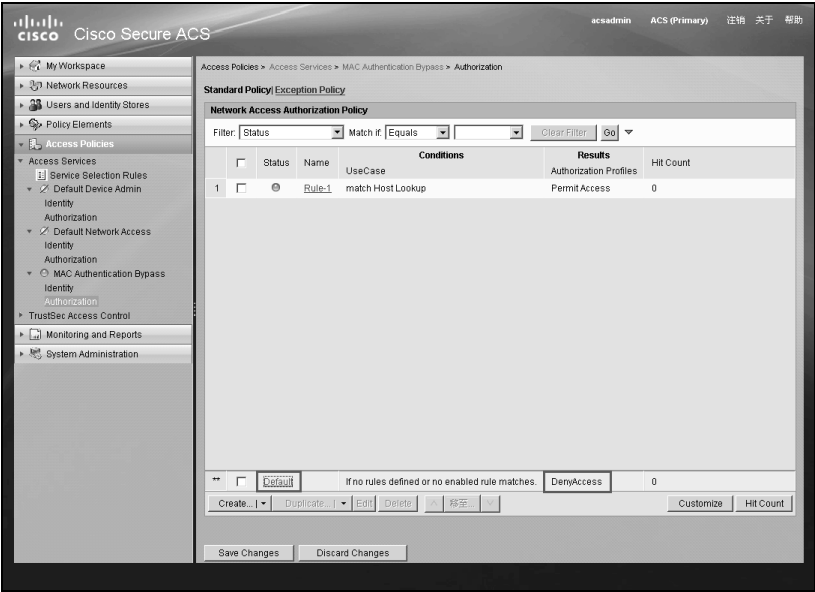 acsadmin ACS (Primary) 注销 关于 帮助
CISCO Cisco Secure ACS
My Workspace
Network Resources
Users and Identity Stores
Policy Elements
Access Policies
Access Services
Service Selection Rules
Default Device Admin
Identity
Authorization
Default Network Access
Identity
Authorization
MAC Authentication Bypass
Identity
Authorization
TrustSec Access Control
Monitoring and Reports
System Administration
Access Policies > Access Services > MAC Authentication Bypass > Authorization
Standard Policy| Exception Policy
Network Access Authorization Policy
Filter: Status Match if: Equals Clear Filter Go
Status Name Conditions Results Hit Count
UseCase Authorization Profiles
1 Rule-1 match Host Lookup Permit Access 0
** Default If no rules defined or no enabled rule matches. DenyAccess 0
Create... | Duplicate... | Edit Delete 移至... Customize Hit Count
Save Changes Discard Changes